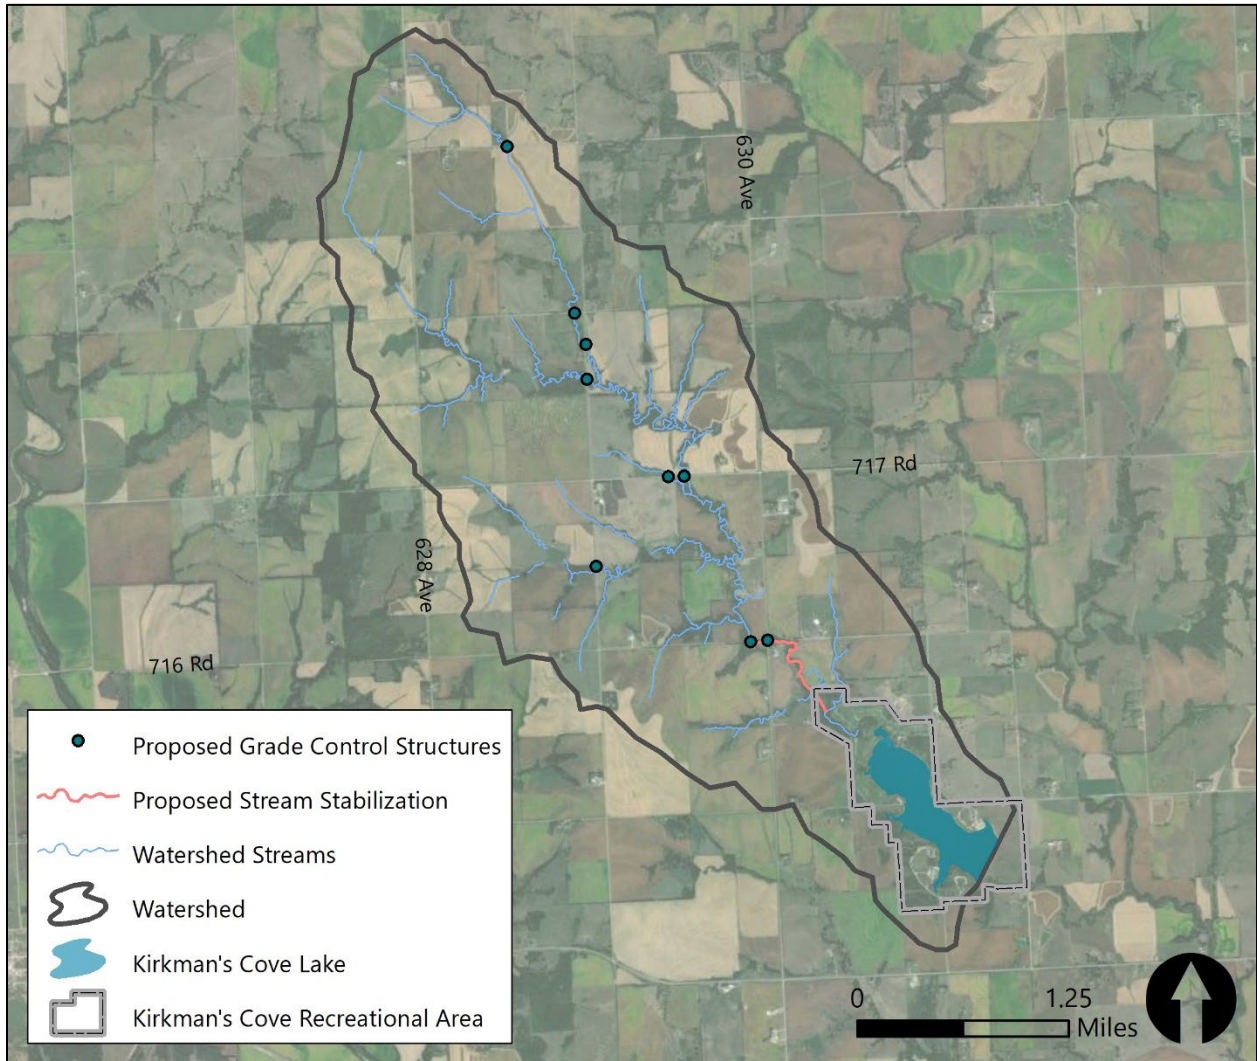 630 Ave
717 Rd
628 Ave
716 Rd
Proposed Grade Control Structures
Proposed Stream Stabilization
Watershed Streams
Watershed
Kirkman's Cove Lake
Kirkman's Cove Recreational Area
0 1.25
Miles